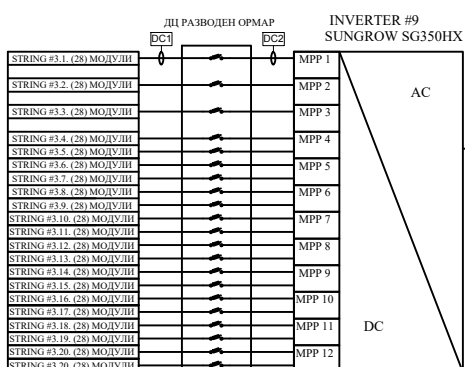 ДЦ РАЗВОДЕН ОРМАР
INVERTER #9
SUNGROW SG350HX
DC1
DC2
STRING #3.1. (28) МОДУЛИ
MPP 1
STRING #3.2. (28) МОДУЛИ
MPP 2
AC
STRING #3.3. (28) МОДУЛИ
MPP 3
STRING #3.4. (28) МОДУЛИ
MPP 4
STRING #3.5. (28) МОДУЛИ
STRING #3.6. (28) МОДУЛИ
MPP 5
STRING #3.7. (28) МОДУЛИ
STRING #3.8. (28) МОДУЛИ
MPP 6
STRING #3.9. (28) МОДУЛИ
STRING #3.10. (28) МОДУЛИ
MPP 7
STRING #3.11. (28) МОДУЛИ
STRING #3.12. (28) МОДУЛИ
MPP 8
STRING #3.13. (28) МОДУЛИ
STRING #3.14. (28) МОДУЛИ
MPP 9
STRING #3.15. (28) МОДУЛИ
STRING #3.16. (28) МОДУЛИ
MPP 10
STRING #3.17. (28) МОДУЛИ
STRING #3.18. (28) МОДУЛИ
MPP 11
DC
STRING #3.19. (28) МОДУЛИ
STRING #3.20. (28) МОДУЛИ
MPP 12
STRING #3.20. (28) МОДУЛИ